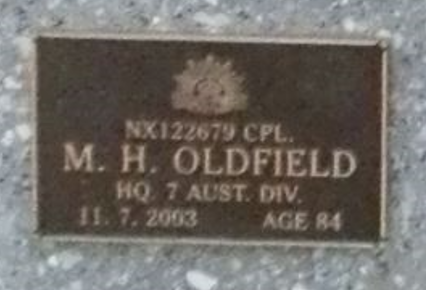 NX122679 CPL.
M. H. OLDFIELD
HQ. 7 AUST. DIV.
11. 7. 2003 AGE 84